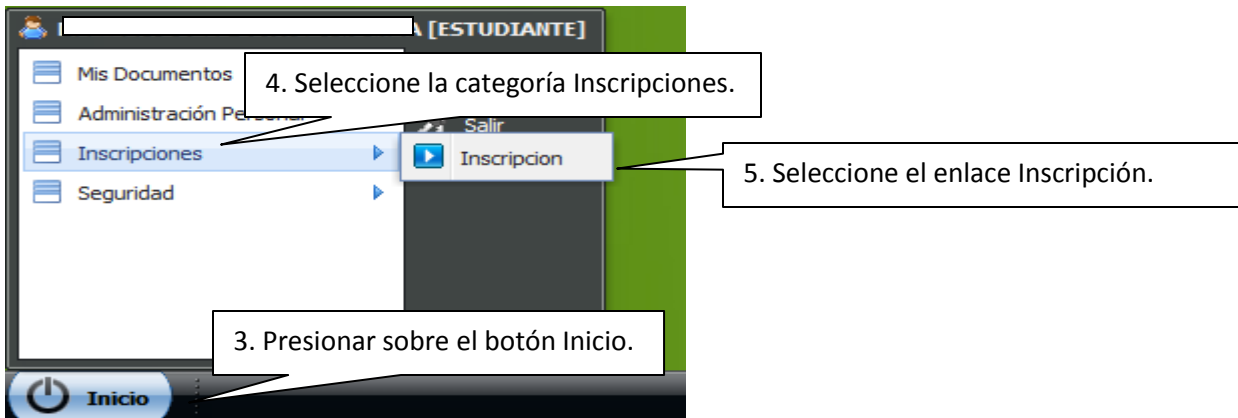 [ESTUDIANTE]
Mis Documentos
4. Seleccione la categoría Inscripciones.
Administración
Salir
Inscripciones
Inscripcion
5. Seleccione el enlace Inscripción.
Seguridad
3. Presionar sobre el botón Inicio.
Inicio